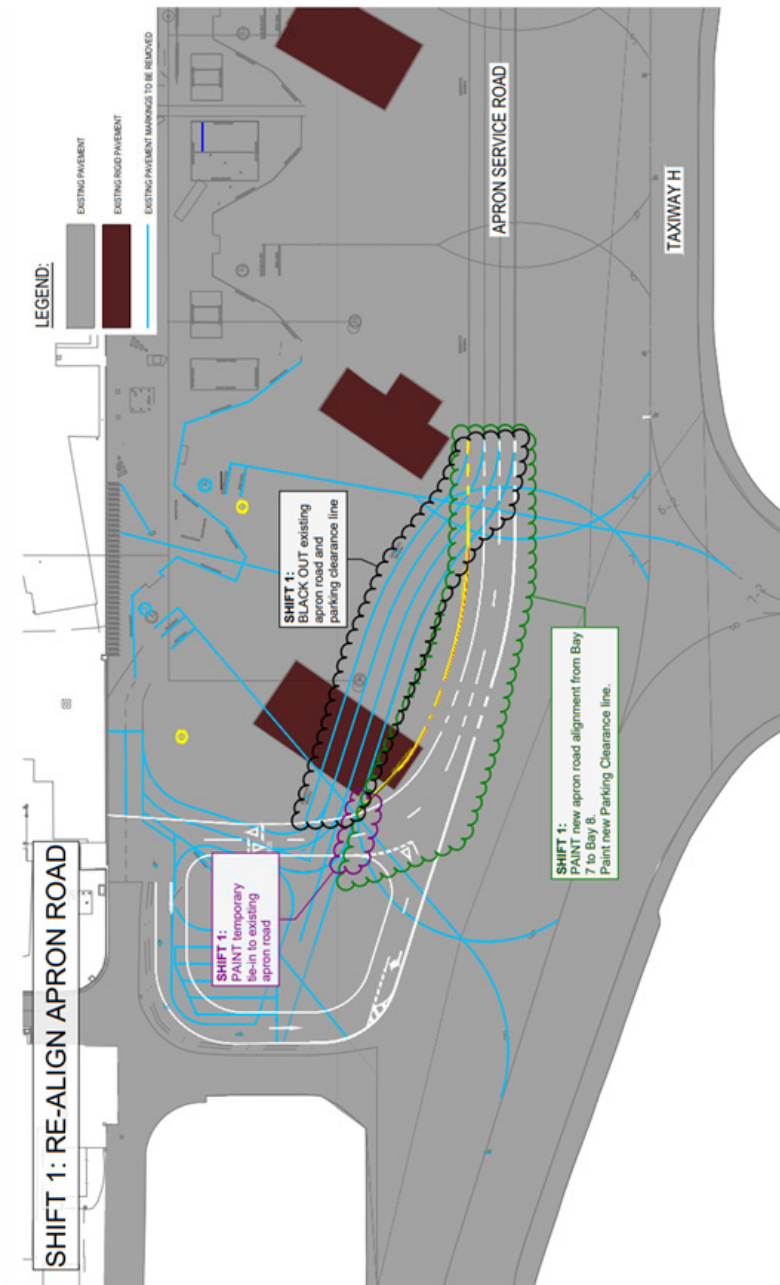 SHIFT 1: RE-ALIGN APRON ROAD
LEGEND:
EXISTING PAVEMENT
EXISTING RIGID PAVEMENT
EXISTING PAVEMENT MARKINGS TO BE REMOVED
APRON SERVICE ROAD
TAXIWAY H
SHIFT 1:
BLACK OUT existing
apron road and
parking clearance line
SHIFT 1:
PAINT temporary
tie-in to existing
apron road
SHIFT 1:
PAINT new apron road alignment from Bay
7 to Bay 8.
Paint new Parking Clearance line.